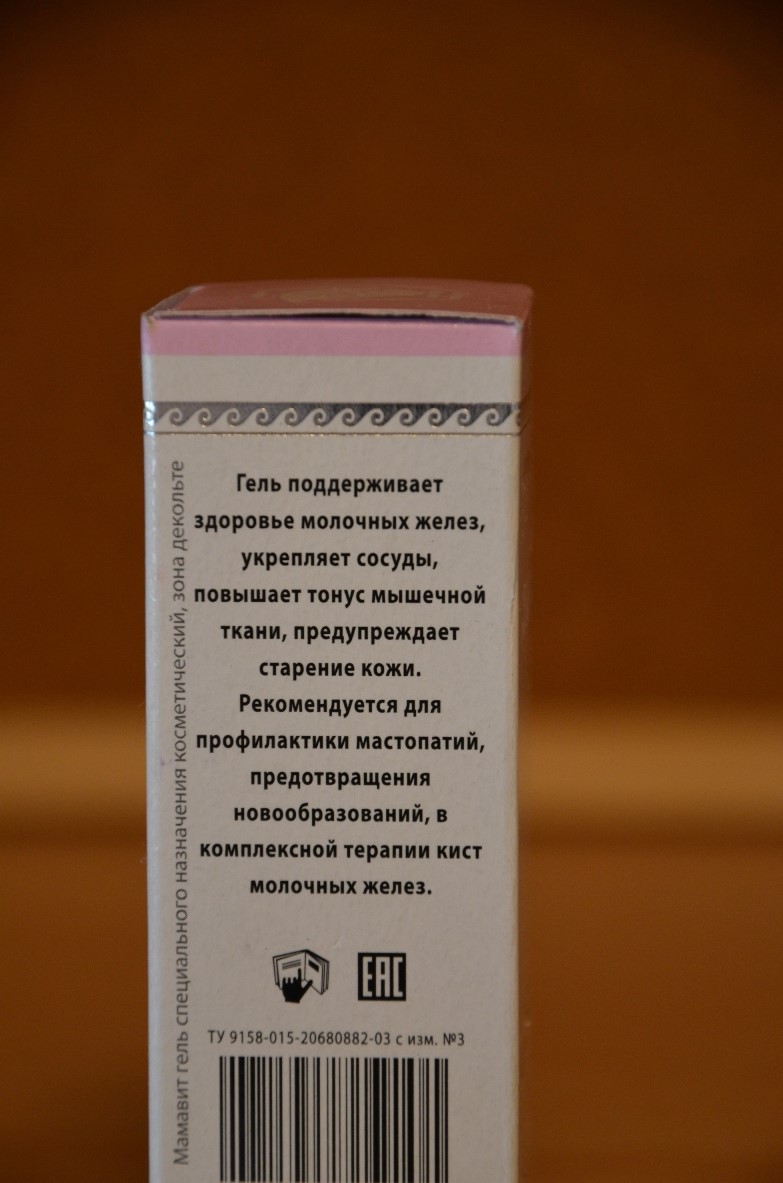 Гель поддерживает
здоровье молочных желез,
укрепляет сосуды,
повышает тонус мышечной
ткани, предупреждает
старение кожи.
Рекомендуется для
профилактики мастопатий,
предотвращения
новообразований, в
комплексной терапии кист
молочных желез.
EAC
ТУ 9158-015-20680882-03 с изм. №3
Мамавит гель специального назначения косметический, зона декольте